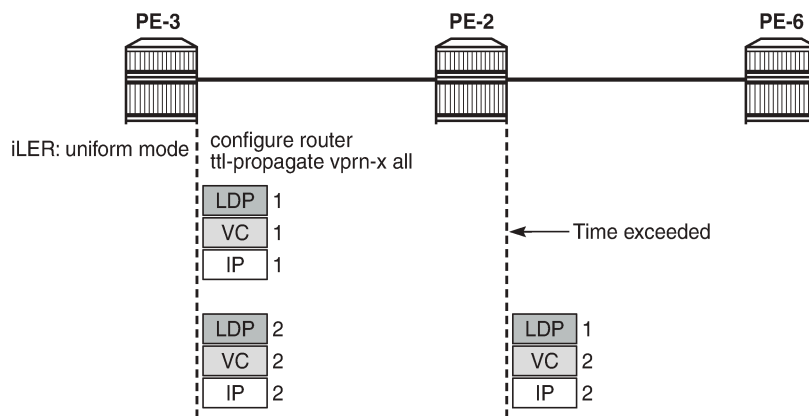 PE-3
PE-2
PE-6
iLER: uniform mode
configure router
ttl-propagate vprn-x all
LDP 1
VC 1
IP 1
Time exceeded
LDP 2
VC 2
IP 2
LDP 1
VC 2
IP 2